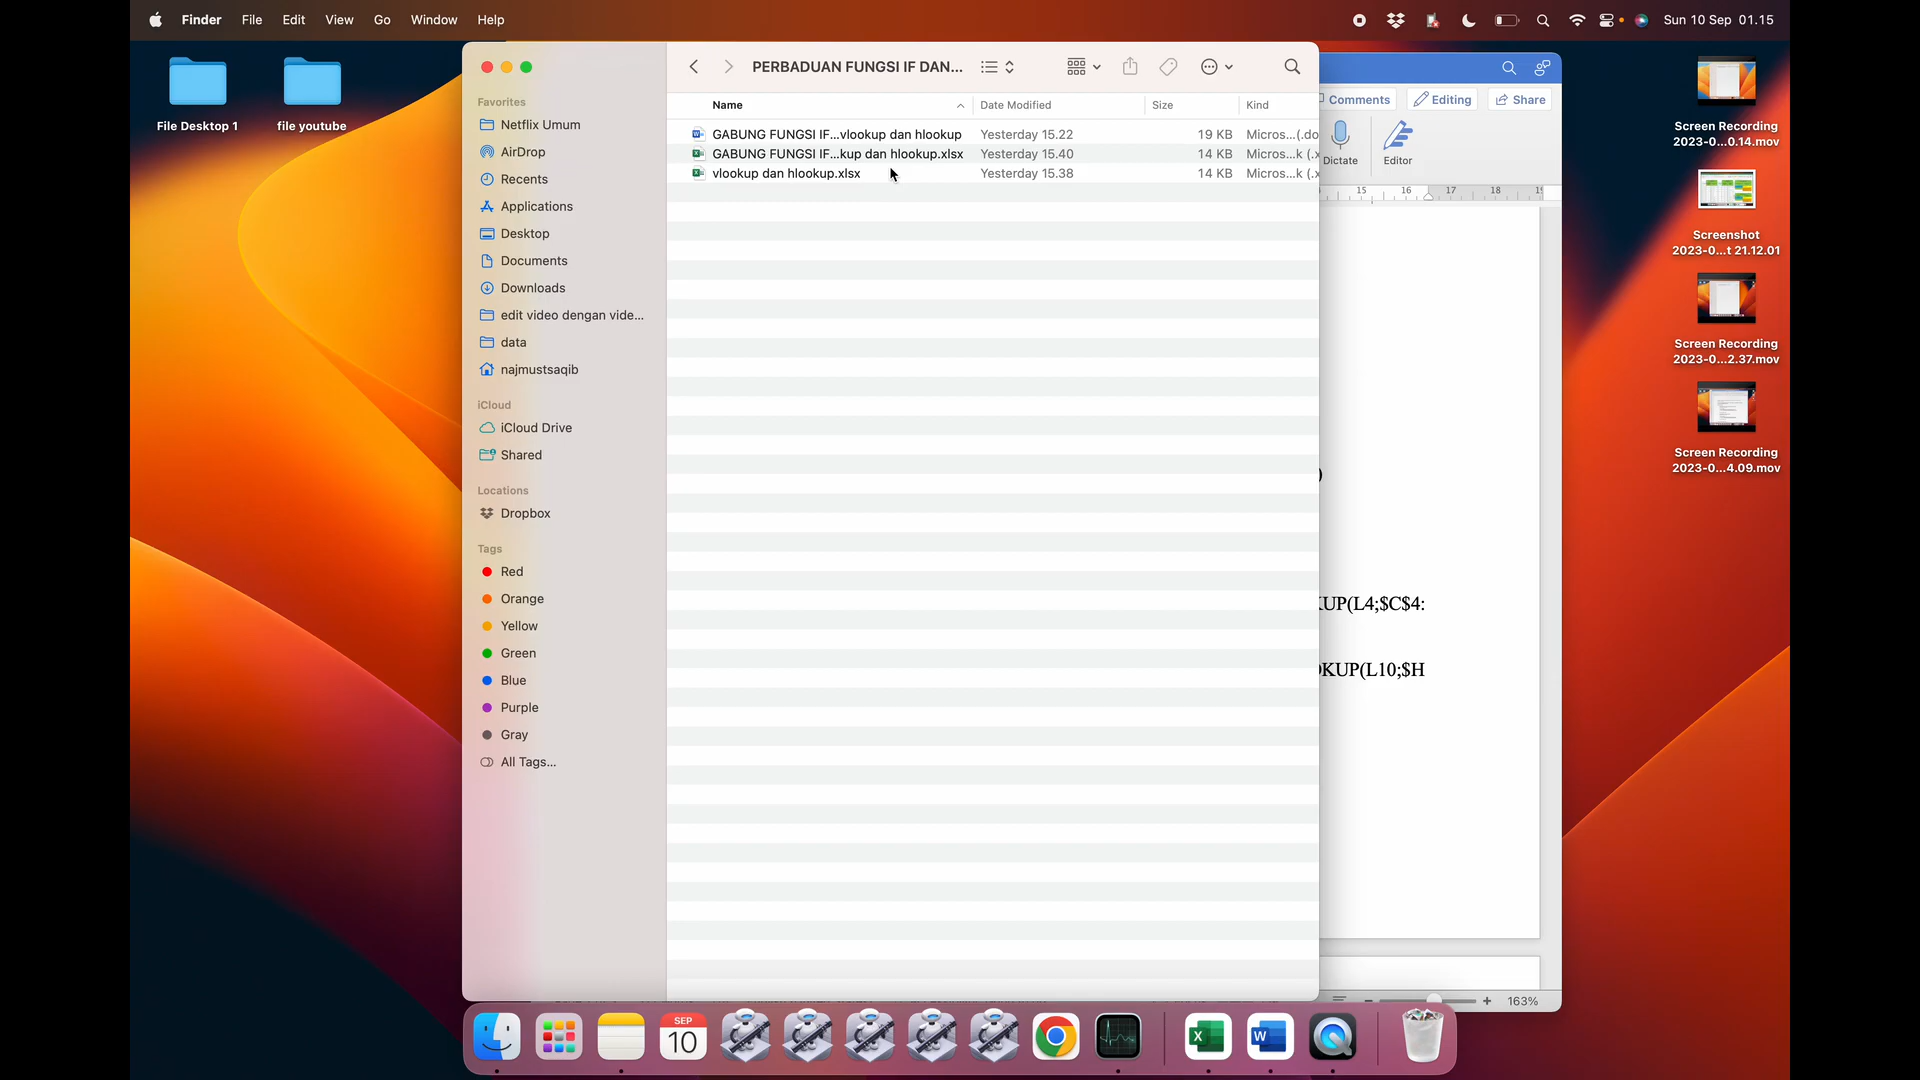 Finder File Edit View Go Window Help Sun 10 Sep 01.15
File Desktop 1
file youtube
Favorites
Netflix Umum
AirDrop
Recents
Applications
Desktop
Documents
Downloads
edit video dengan vide...
data
najmustsaqib
iCloud
iCloud Drive
Shared
Locations
Dropbox
Tags
Red
Orange
Yellow
Green
Blue
Purple
Gray
All Tags...
PERBADUAN FUNGSI IF DAN...
Name Date Modified Size Kind
GABUNG FUNGSI IF...vlookup dan hlookup Yesterday 15.22 19 KB Micros...(.do
GABUNG FUNGSI IF...kup dan hlookup.xlsx Yesterday 15.40 14 KB Micros...k (.x
vlookup dan hlookup.xlsx Yesterday 15.38 14 KB Micros...k (.x
Comments Editing Share
Dictate Editor
15 16 17 18
)
KUP(L4;$C$4:
OKUP(L10;$H
163%
Screen Recording
2023-0...0.14.mov
Screenshot
2023-0...t 21.12.01
Screen Recording
2023-0...2.37.mov
Screen Recording
2023-0...4.09.mov
SEP
10